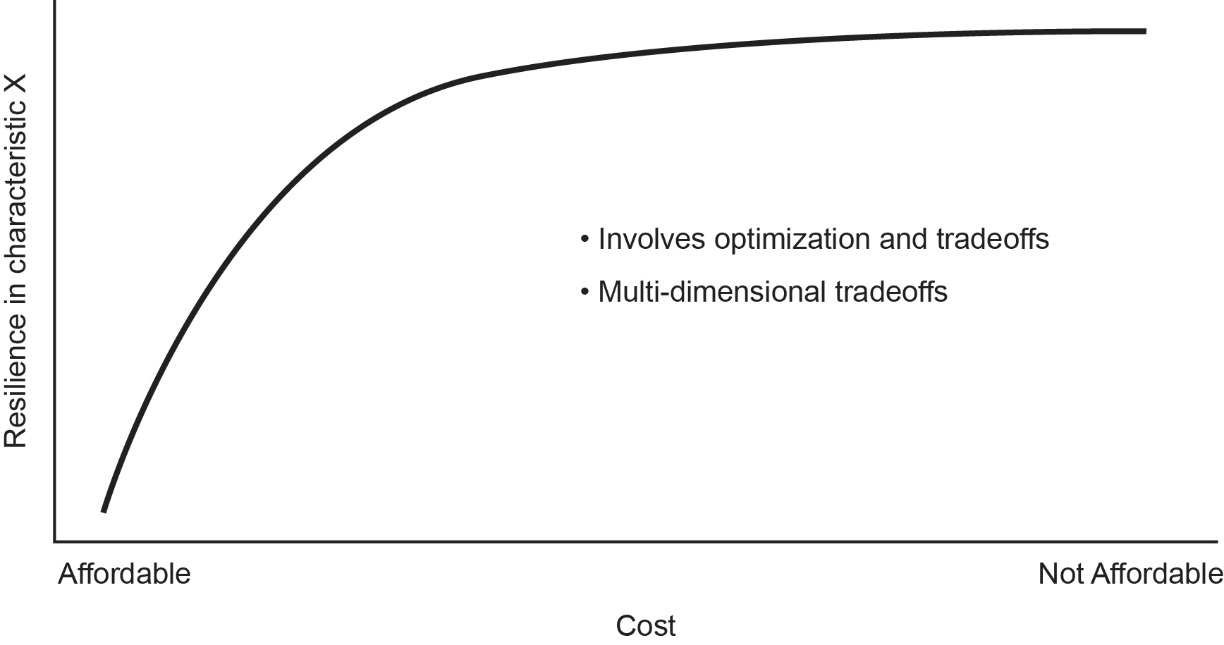 Resilience in characteristic X
• Involves optimization and tradeoffs
• Multi-dimensional tradeoffs
Affordable
Not Affordable
Cost